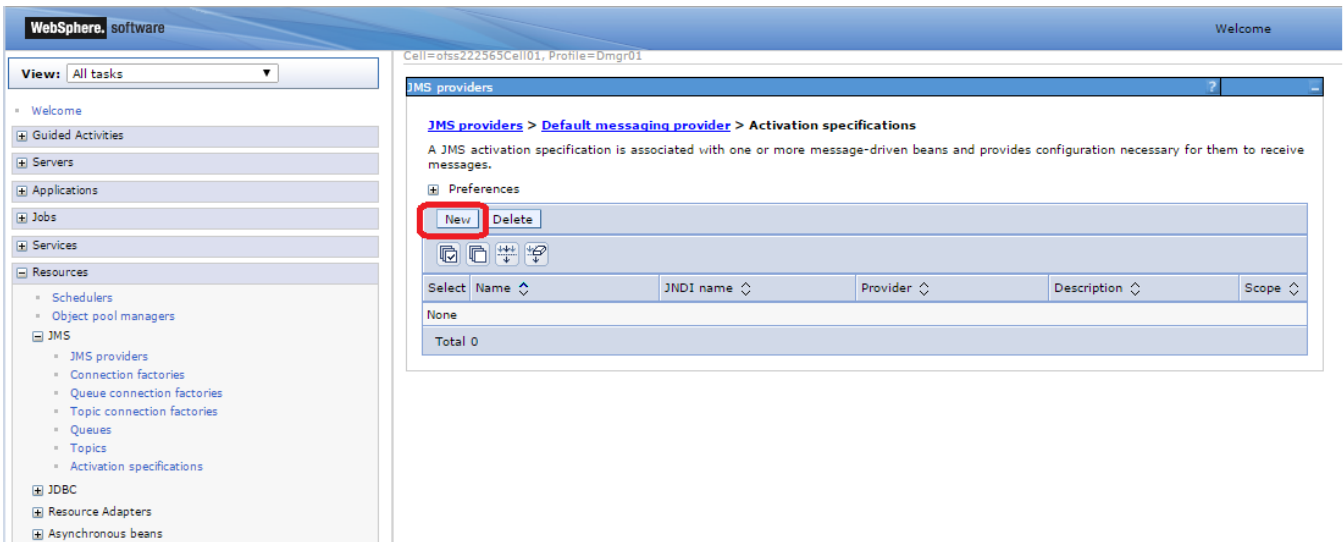 WebSphere. software
Welcome
View: All tasks
Welcome
Guided Activities
Servers
Applications
Jobs
Services
Resources
Schedulers
Object pool managers
JMS
JMS providers
Connection factories
Queue connection factories
Topic connection factories
Queues
Topics
Activation specifications
JDBC
Resource Adapters
Asynchronous beans
Cell=ofss222565Cell01, Profile=Dmgr01
JMS providers ?
JMS providers > Default messaging provider > Activation specifications
A JMS activation specification is associated with one or more message-driven beans and provides configuration necessary for them to receive
messages.
Preferences
New Delete
Select Name JNDI name Provider Description Scope
None
Total 0